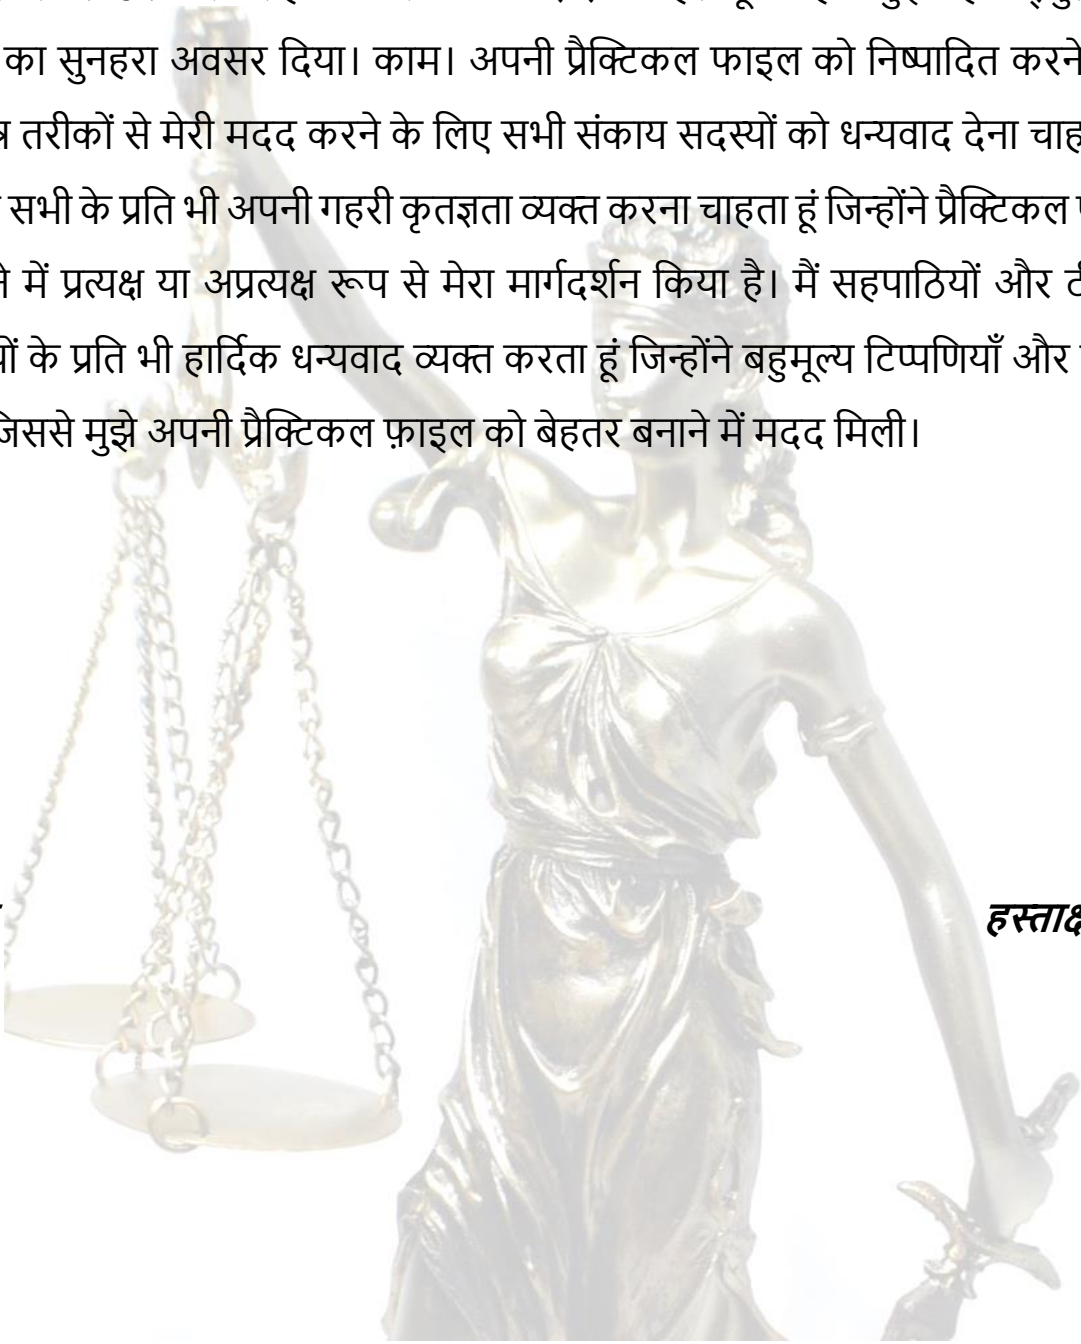 का सुनहरा अवसर दिया। काम। अपनी प्रैक्टिकल फाइल को निष्पादित करने
तरीकों से मेरी मदद करने के लिए सभी संकाय सदस्यों को धन्यवाद देना
सभी के प्रति भी अपनी गहरी कृतज्ञता व्यक्त करना चाहता हूं जिन्होंने प्रैक्टिकल
में प्रत्यक्ष या अप्रत्यक्ष रूप से मेरा मार्गदर्शन किया है। मैं सहपाठियों और
के प्रति भी हार्दिक धन्यवाद व्यक्त करता हूं जिन्होंने बहुमूल्य टिप्पणियाँ और
जिससे मुझे अपनी प्रैक्टिकल फ़ाइल को बेहतर बनाने में मदद मिली।